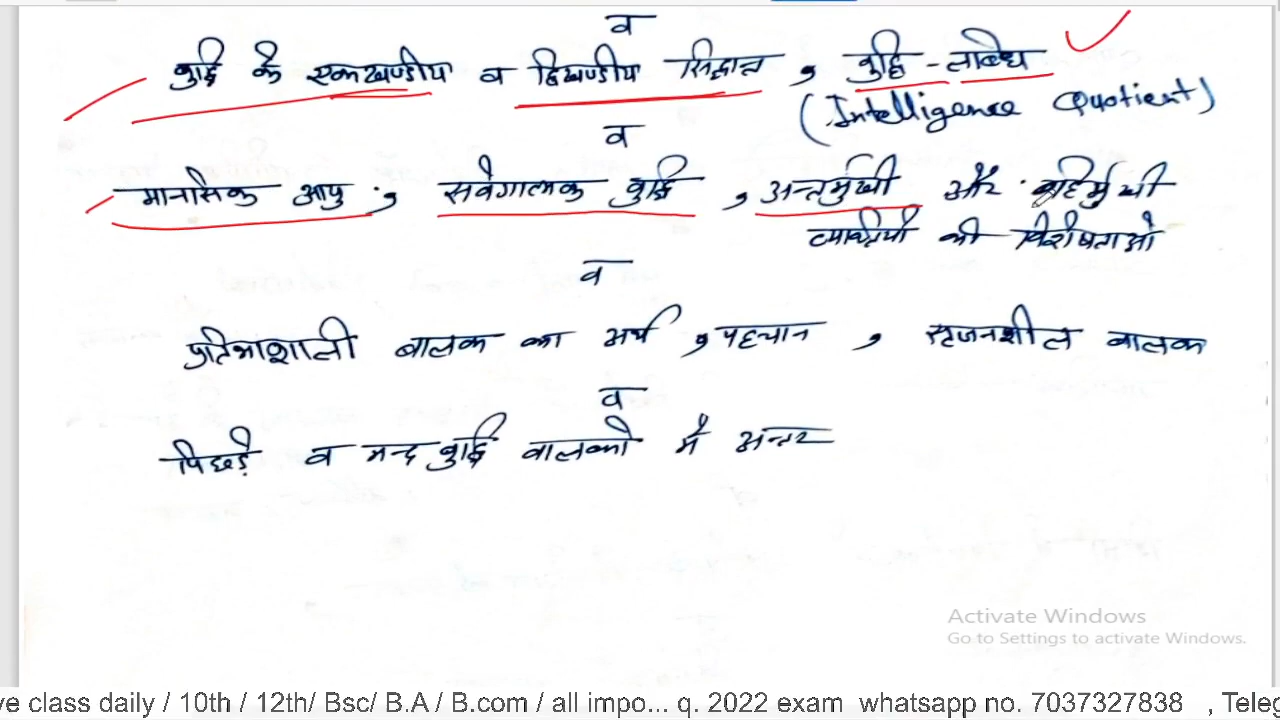 व
बुद्धि के एकखण्डीय व द्विखण्डीय सिद्धान्त , बुद्धि - लब्धि
(Intelligence Quotient)
व
मानसिक आयु , संवेगात्मक बुद्धि , अन्तर्मुखी और बहिर्मुखी
व्यक्तियों की विशेषताओं
व
प्रतिभाशाली बालक का अर्थ , पहचान , सृजनशील बालक
व
पिछड़े व मन्द बुद्धि बालकों में अन्तर
Activate Windows
Go to Settings to activate Windows.
ve class daily / 10th / 12th/ Bsc/ B.A / B.com / all impo... q. 2022 exam whatsapp no. 7037327838 , Teleg